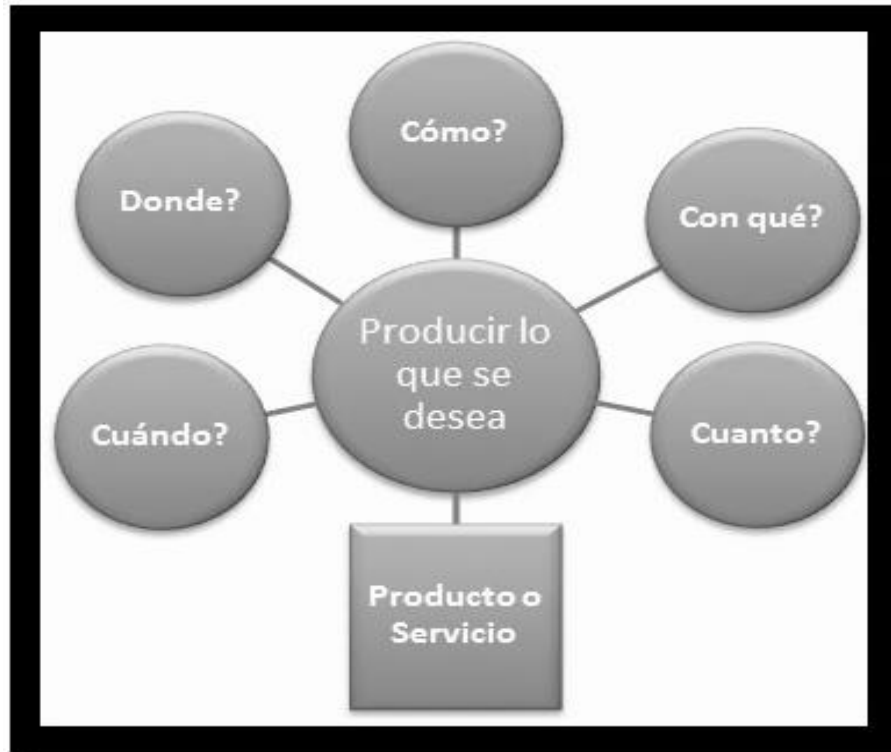 Cómo?
Donde?
Con qué?
Producir lo
que se
desea
Cuándo?
Cuanto?
Producto o
Servicio